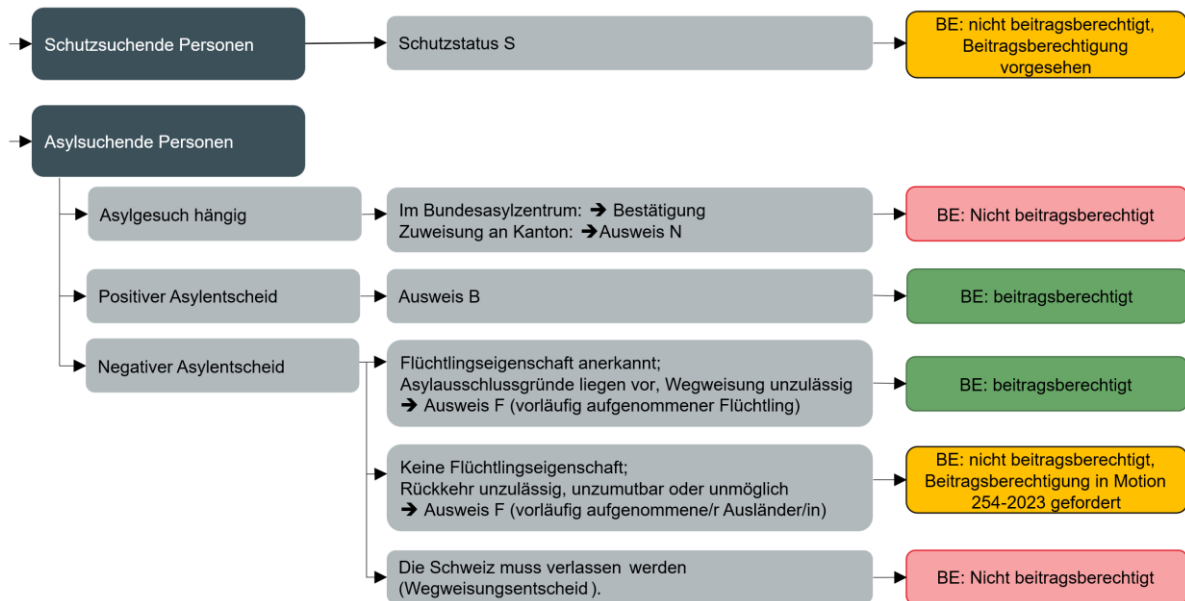 Schutzsuchende Personen
Schutzstatus S
BE: nicht beitragsberechtigt,
Beitragsberechtigung
vorgesehen
Asylsuchende Personen
Asylgesuch hängig
Im Bundesasylzentrum: ➔ Bestätigung
Zuweisung an Kanton: ➔Ausweis N
BE: Nicht beitragsberechtigt
Positiver Asylentscheid
Ausweis B
BE: beitragsberechtigt
Negativer Asylentscheid
Flüchtlingseigenschaft anerkannt;
Asylausschlussgründe liegen vor, Wegweisung unzulässig
➔ Ausweis F (vorläufig aufgenommener Flüchtling)
BE: beitragsberechtigt
Keine Flüchtlingseigenschaft;
Rückkehr unzulässig, unzumutbar oder unmöglich
➔ Ausweis F (vorläufig aufgenommene/r Ausländer/in)
BE: nicht beitragsberechtigt,
Beitragsberechtigung in Motion
254-2023 gefordert
Die Schweiz muss verlassen werden
(Wegweisungsentscheid).
BE: Nicht beitragsberechtigt